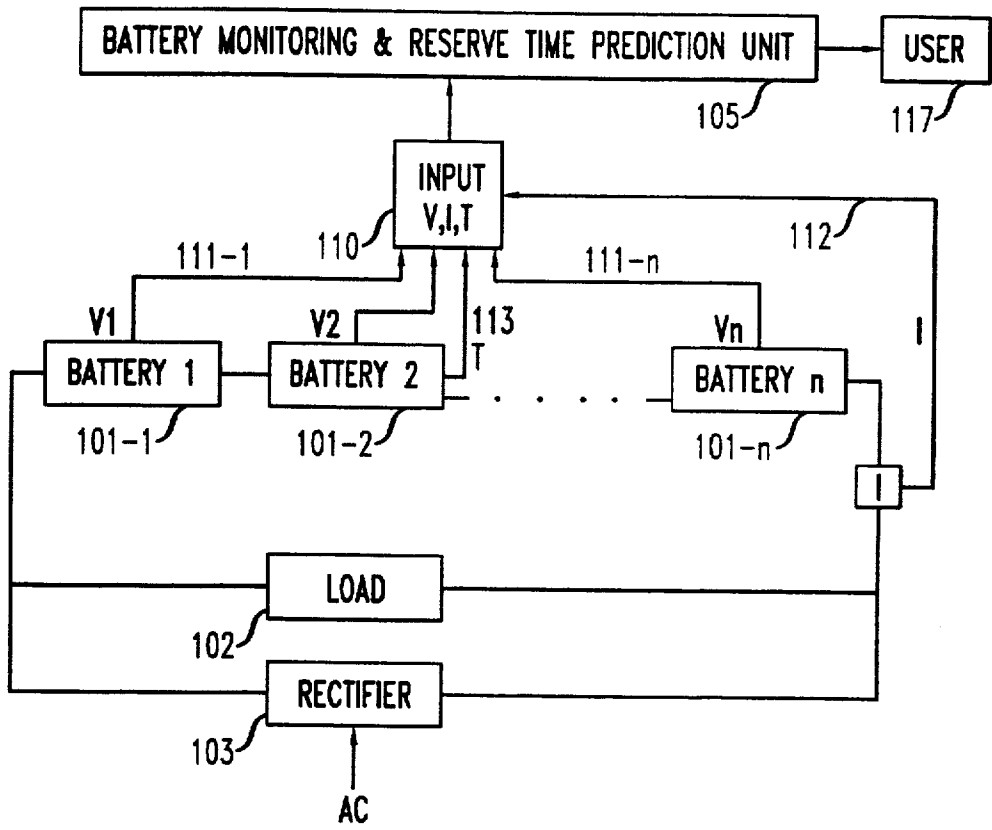 BATTERY MONITORING & RESERVE TIME PREDICTION UNIT
USER
105
117
INPUT
V,I,T
110
112
111-1
111-n
V1
V2
113
T
Vn
I
BATTERY 1
BATTERY 2
BATTERY n
101-1
101-2
. . . . .
101-n
I
LOAD
102
RECTIFIER
103
AC